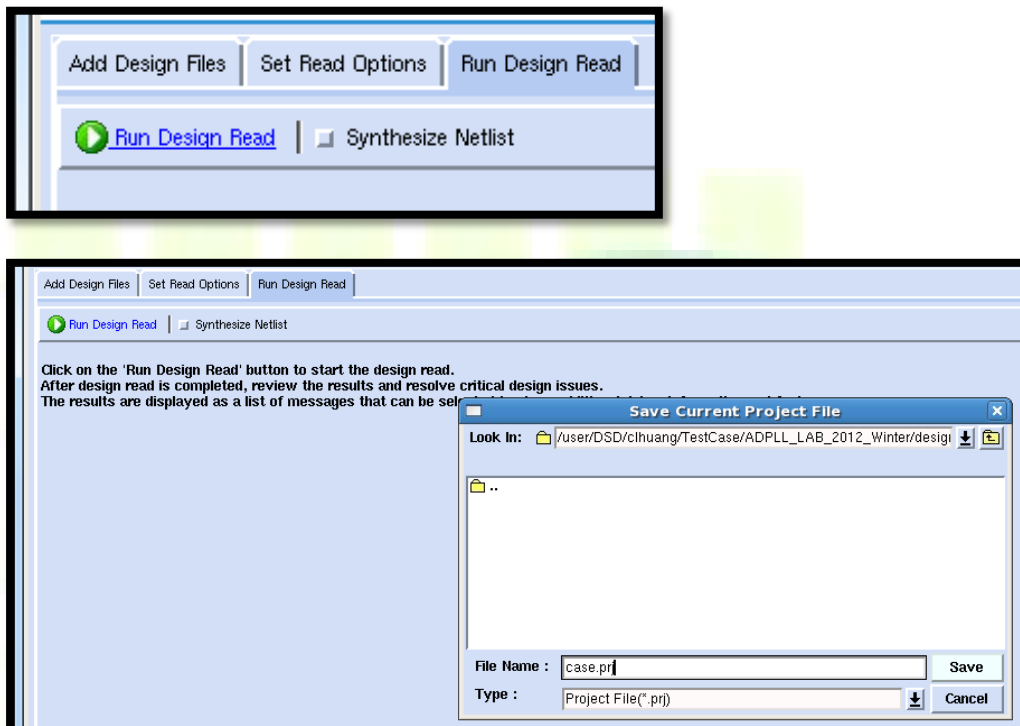 Add Design Files Set Read Options Run Design Read
Run Design Read Synthesize Netlist
Add Design Files Set Read Options Run Design Read
Run Design Read Synthesize Netlist
Click on the 'Run Design Read' button to start the design read.
After design read is completed, review the results and resolve critical design issues.
The results are displayed as a list of messages that can be
Save Current Project File
Look In: /user/DSD/clhuang/TestCase/ADPLL_LAB_2012_Winter/desig
..
File Name : case.prj Save
Type : Project File(*.prj) Cancel